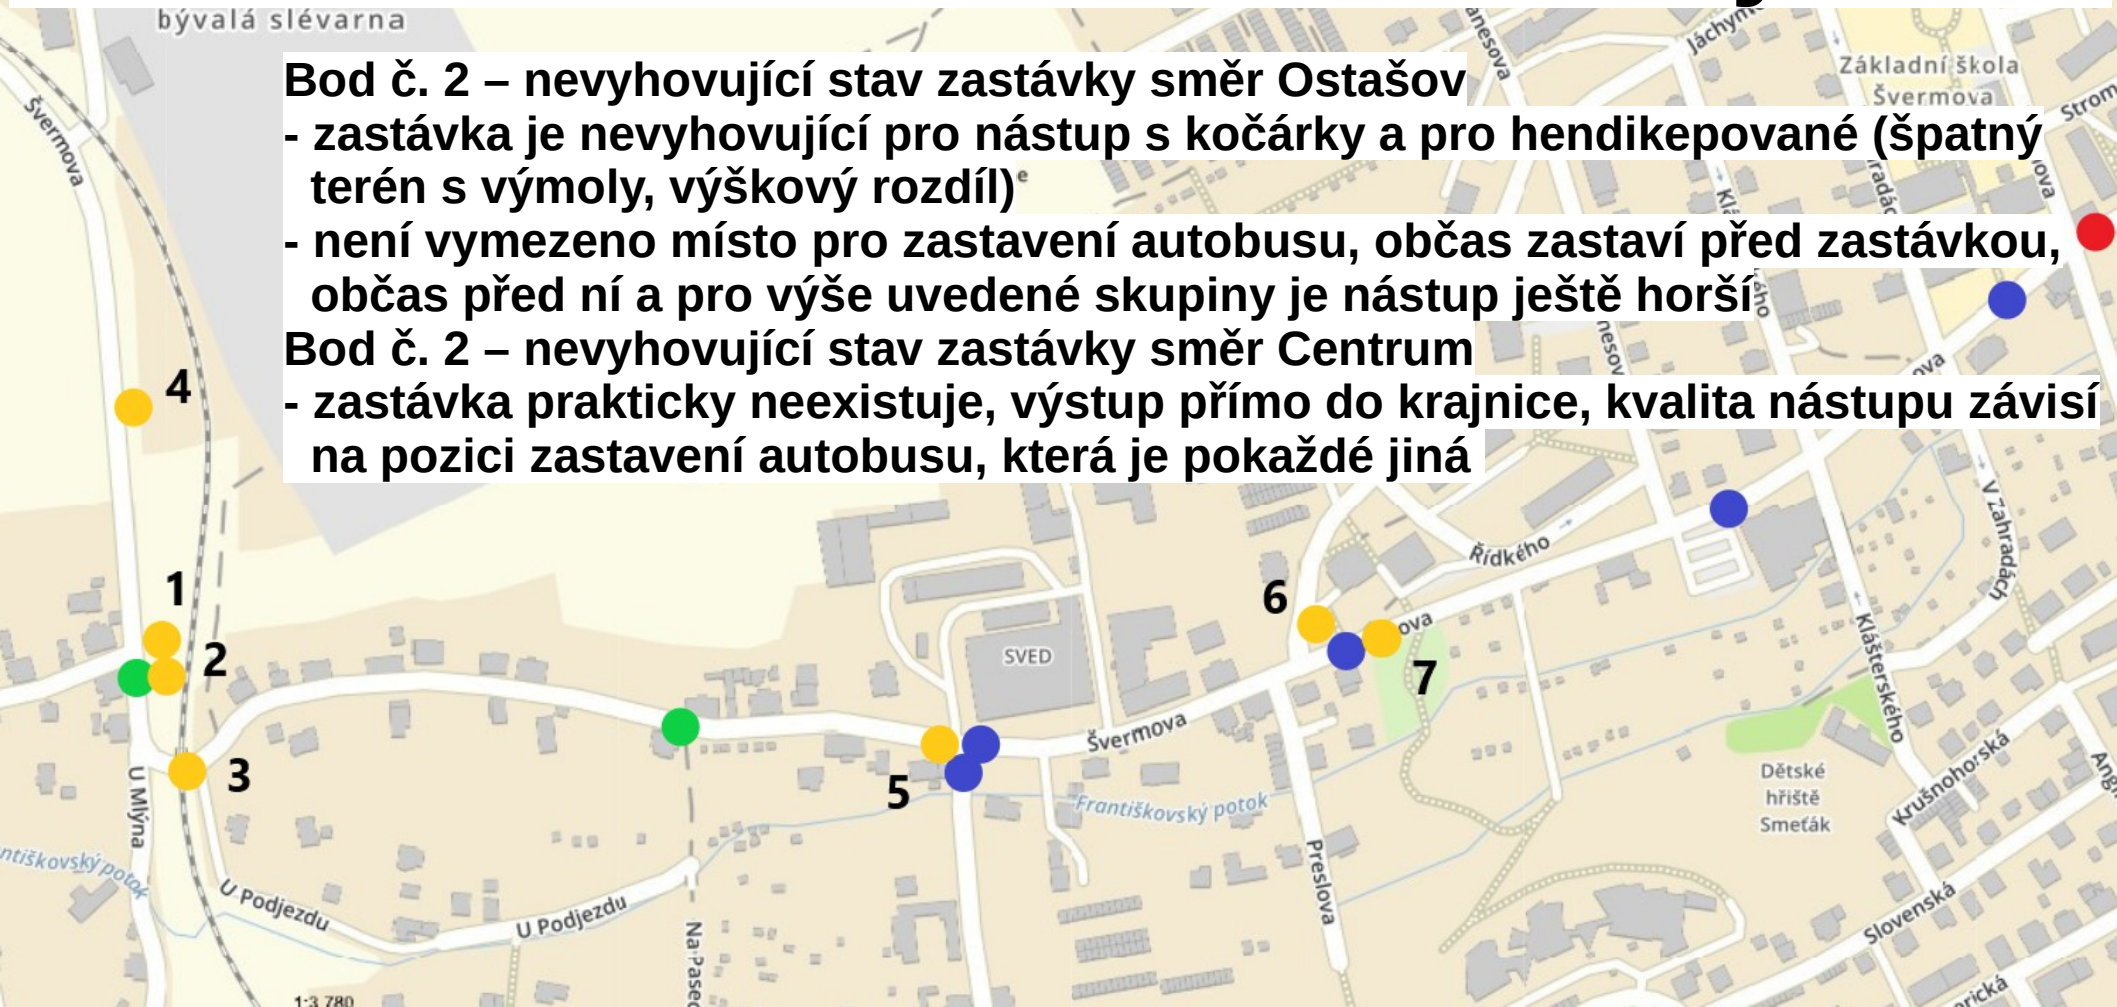 bývalá slévarna
Bod č. 2 – nevyhovující stav zastávky směr Ostašov
- zastávka je nevyhovující pro nástup s kočárky a pro hendikepované (špatný
terén s výmoly, výškový rozdíl)
- není vymezeno místo pro zastavení autobusu, občas zastaví před zastávkou,
občas před ní a pro výše uvedené skupiny je nástup ještě horší
Bod č. 2 – nevyhovující stav zastávky směr Centrum
- zastávka prakticky neexistuje, výstup přímo do krajnice, kvalita nástupu závisí
na pozici zastavení autobusu, která je pokaždé jiná
Základní škola
Švermova
Švermova
4
1
2
3
5
6
7
SVED
Řídkého
Švermova
V Zahradách
Klášterského
U Mlýna
Františkovský potok
Preslova
Dětské
hřiště
Smeťák
Krušnohorská
Slovenská
U Podjezdu
U Podjezdu
1:3 780